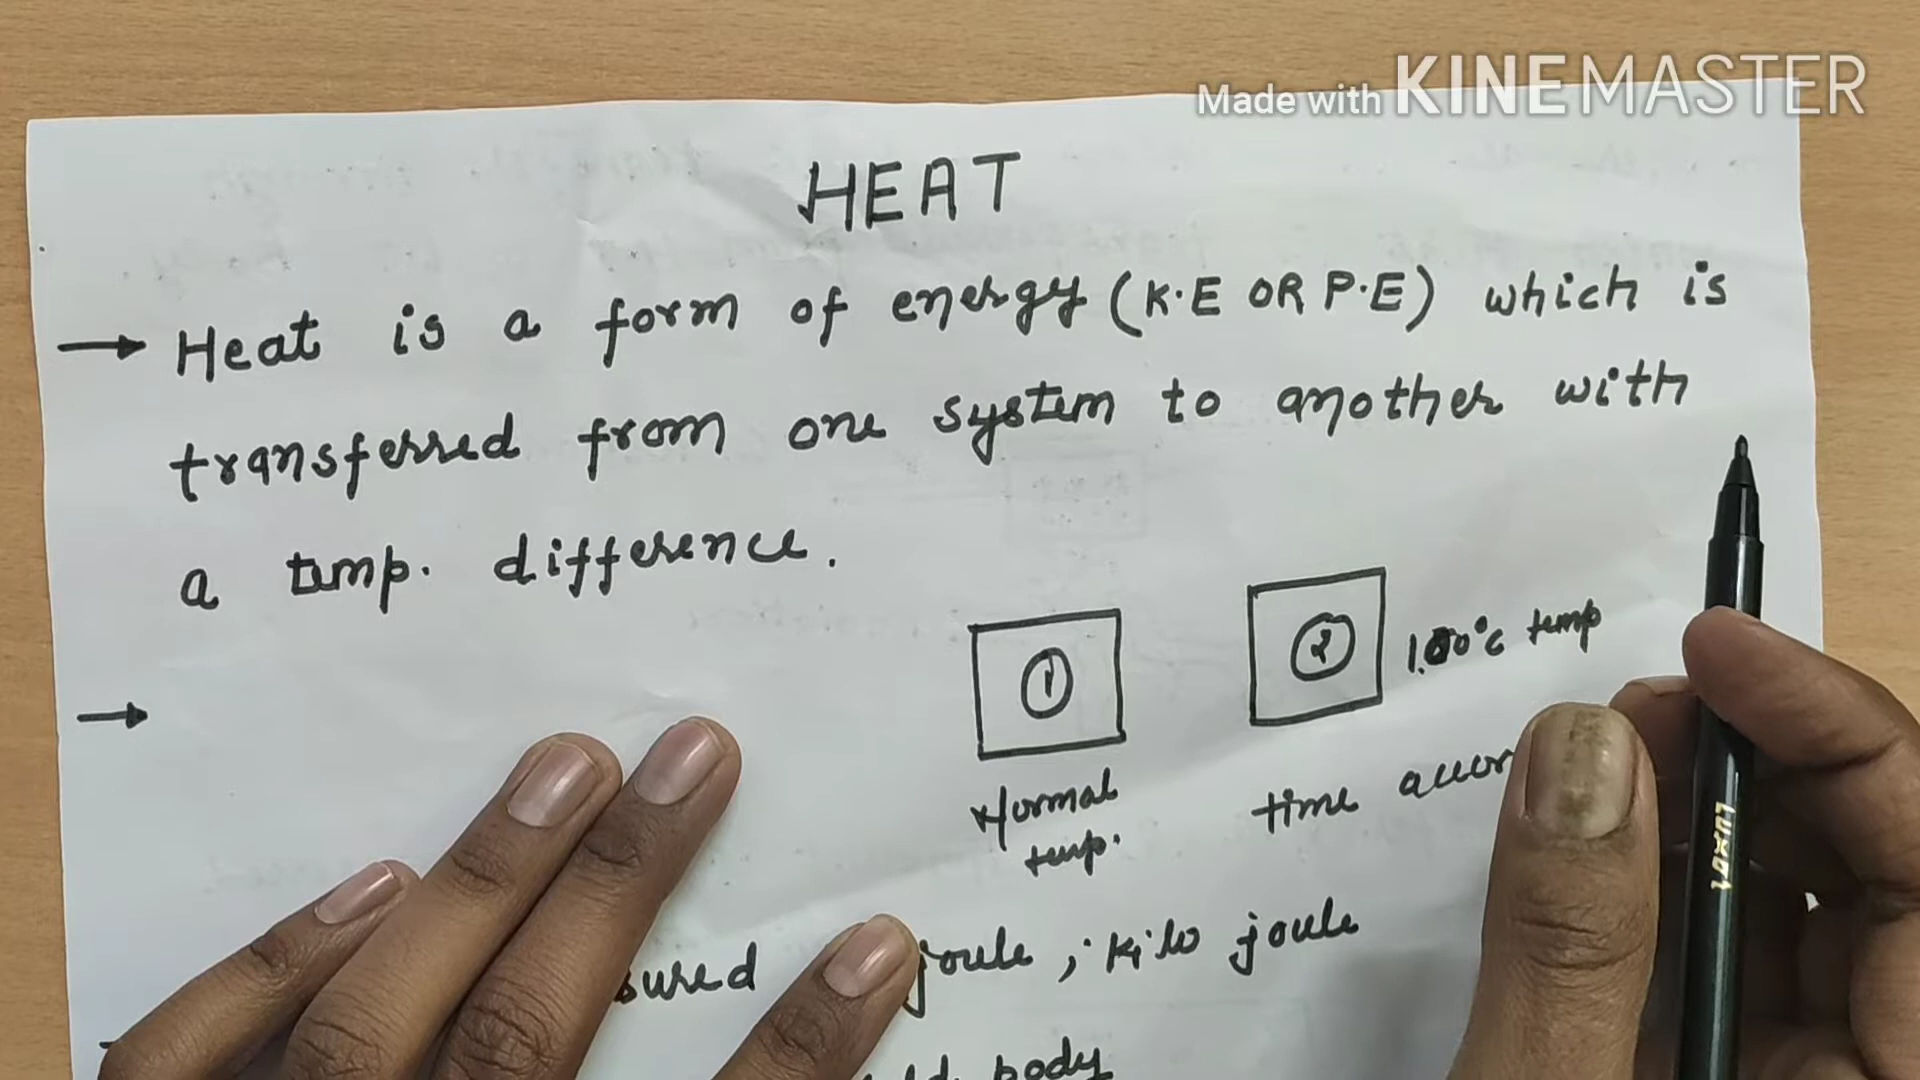 Made with KINEMASTER
HEAT
→ Heat is a form of energy (K.E OR P.E) which is
transferred from one system to another with
a temp. difference.
→
1
2
100°c temp
Normal
temp.
time
joule, kilo joule
body
LUXOR